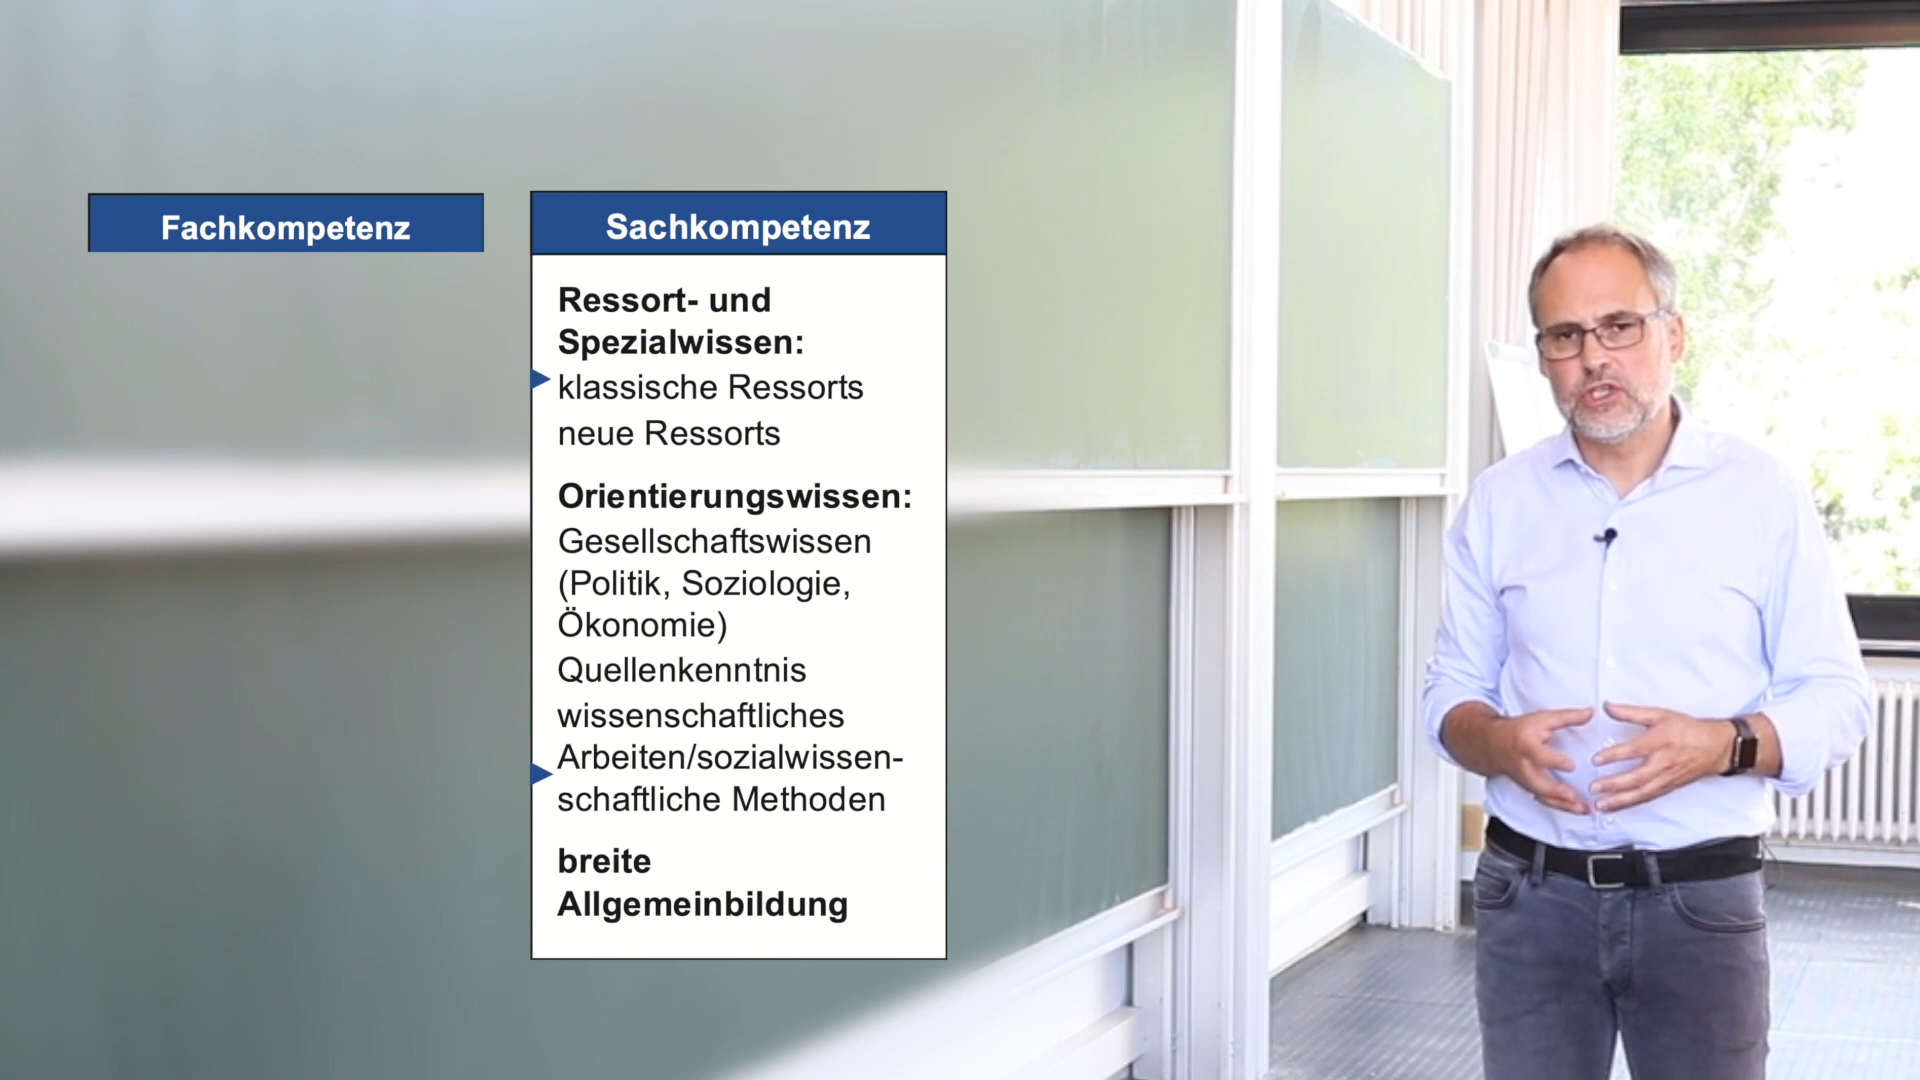 Fachkompetenz
Sachkompetenz
Ressort- und
Spezialwissen:
klassische Ressorts
neue Ressorts
Orientierungswissen:
Gesellschaftswissen
(Politik, Soziologie,
Ökonomie)
Quellenkenntnis
wissenschaftliches
Arbeiten/sozialwissen-
schaftliche Methoden
breite
Allgemeinbildung